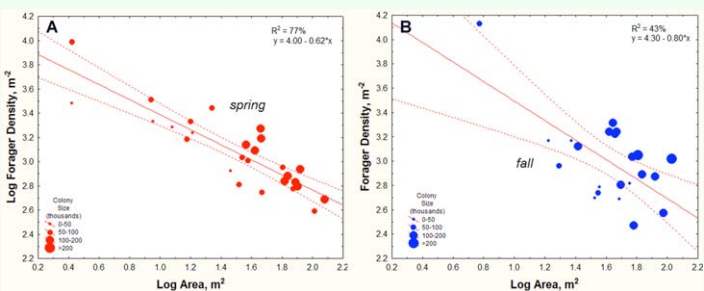 A
R² = 77%
y = 4.00 - 0.62*x
spring
Log Forager Density, m⁻²
4.2
4.0
3.8
3.6
3.4
3.2
3.0
2.8
2.6
2.4
2.2
Colony
Size
(thousands)
0-50
50-100
100-200
>200
0.2 0.4 0.6 0.8 1.0 1.2 1.4 1.6 1.8 2.0 2.2
Log Area, m²
B
R² = 43%
y = 4.30 - 0.80*x
fall
Forager Density, m⁻²
4.2
4.0
3.8
3.6
3.4
3.2
3.0
2.8
2.6
2.4
2.2
Colony
Size
(thousands)
0-50
50-100
100-200
>200
0.2 0.4 0.6 0.8 1.0 1.2 1.4 1.6 1.8 2.0 2.2
Log Area, m²